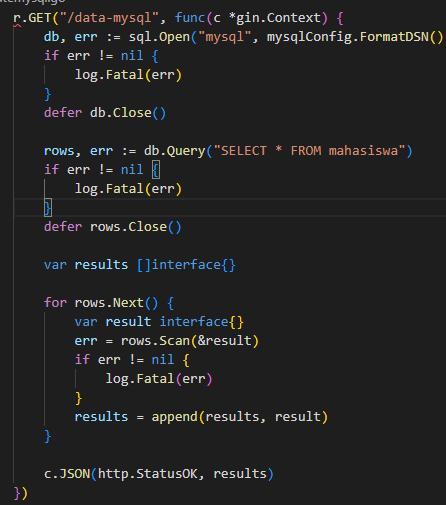 r.GET("/data-mysql", func(c *gin.Context) {
    db, err := sql.Open("mysql", mysqlConfig.FormatDSN()
    if err != nil {
        log.Fatal(err)
    }
    defer db.Close()

    rows, err := db.Query("SELECT * FROM mahasiswa")
    if err != nil {
        log.Fatal(err)
    }
    defer rows.Close()

    var results []interface{}

    for rows.Next() {
        var result interface{}
        err = rows.Scan(&result)
        if err != nil {
            log.Fatal(err)
        }
        results = append(results, result)
    }

    c.JSON(http.StatusOK, results)
})